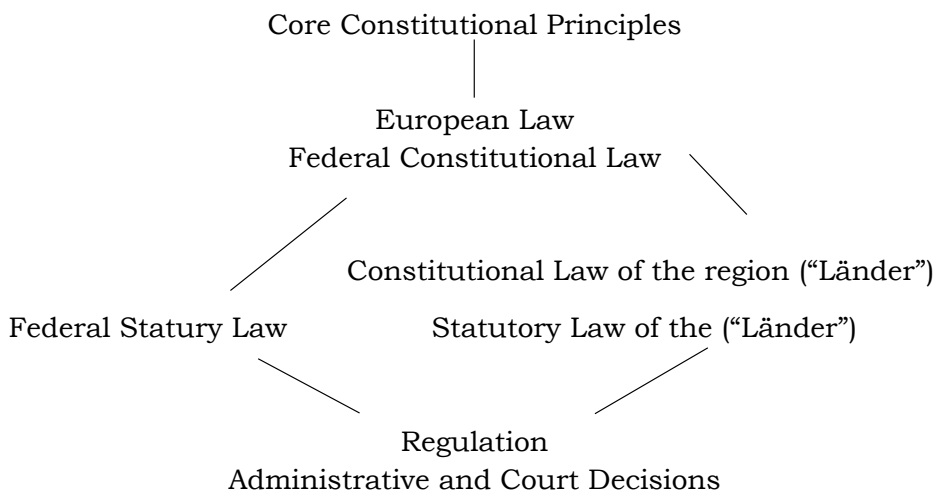 Core Constitutional Principles
European Law
Federal Constitutional Law
Constitutional Law of the region (“Länder”)
Federal Statury Law
Statutory Law of the (“Länder”)
Regulation
Administrative and Court Decisions